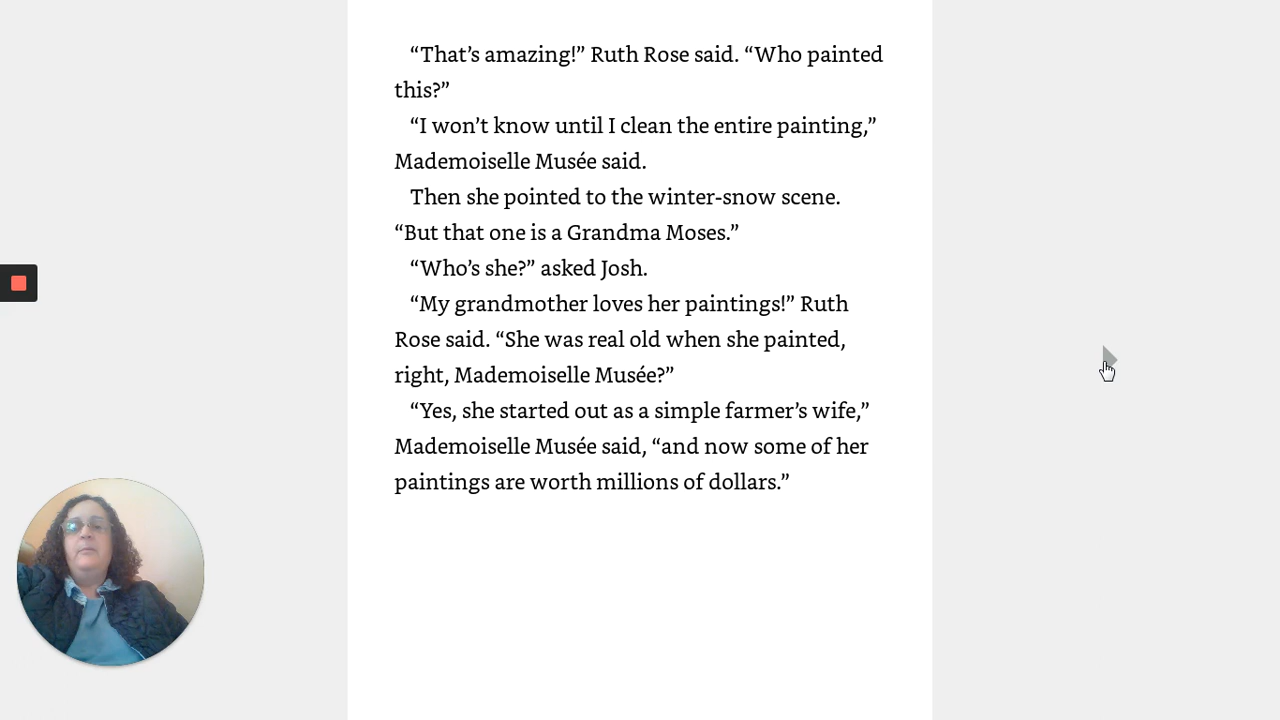 “That’s amazing!” Ruth Rose said. “Who painted
this?”
“I won’t know until I clean the entire painting,”
Mademoiselle Musée said.
Then she pointed to the winter-snow scene.
“But that one is a Grandma Moses.”
“Who’s she?” asked Josh.
“My grandmother loves her paintings!” Ruth
Rose said. “She was real old when she painted,
right, Mademoiselle Musée?”
“Yes, she started out as a simple farmer’s wife,”
Mademoiselle Musée said, “and now some of her
paintings are worth millions of dollars.”